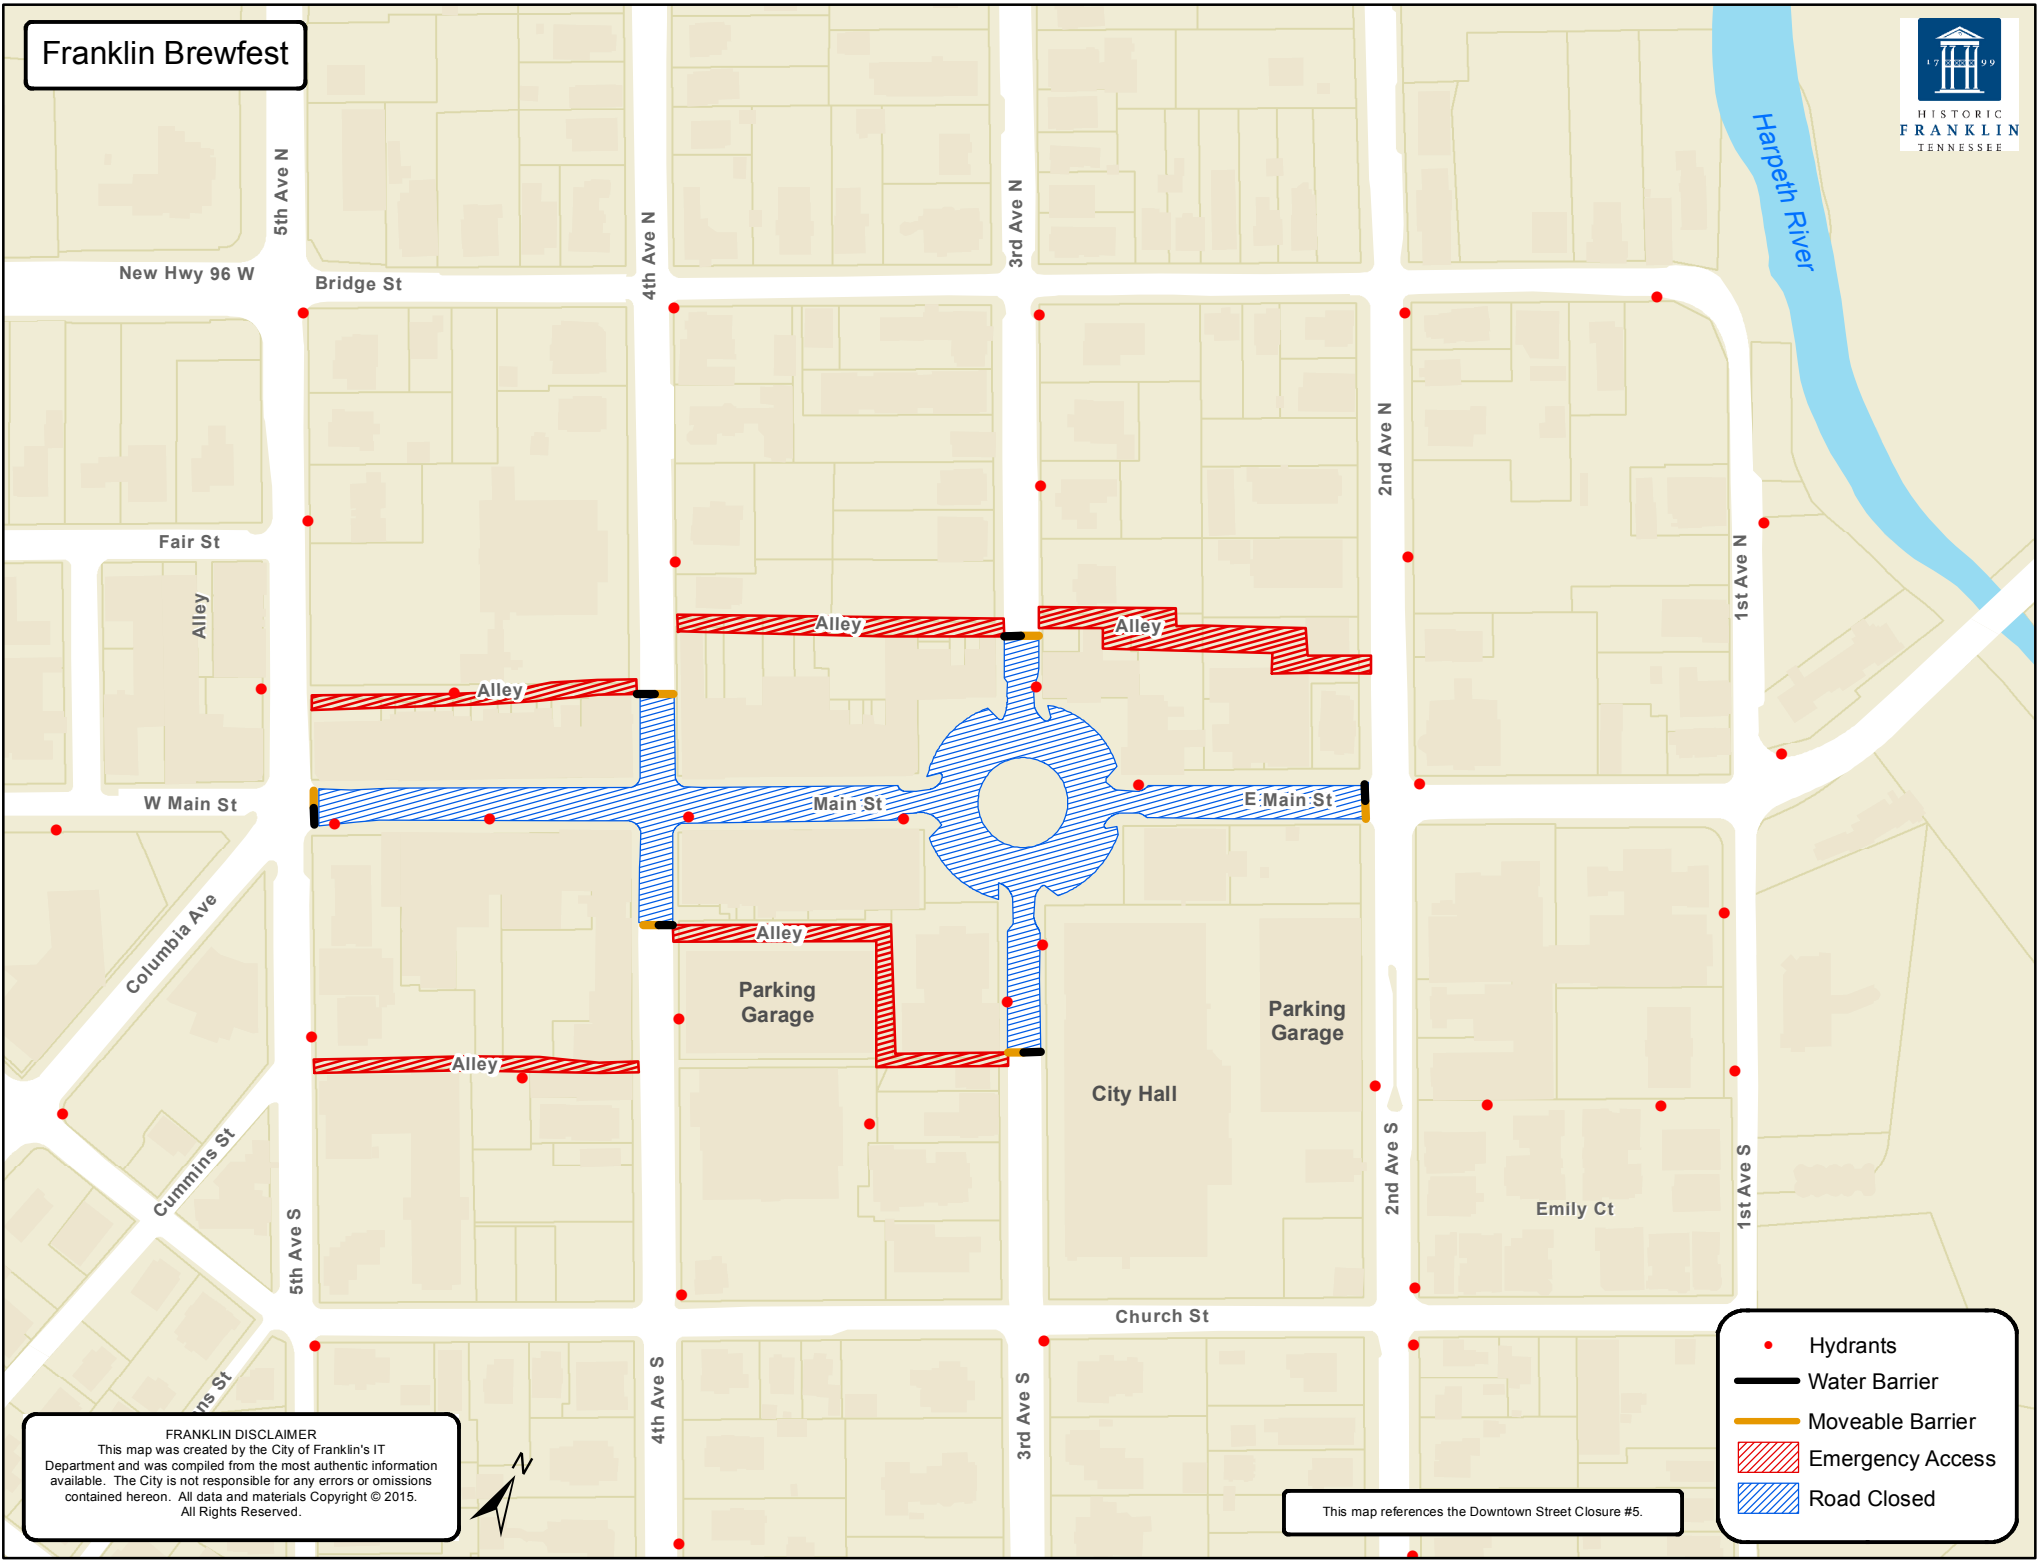 Franklin Brewfest
1799
HISTORIC
FRANKLIN
TENNESSEE
Harpeth River
5th Ave N
4th Ave N
3rd Ave N
New Hwy 96 W
Bridge St
2nd Ave N
1st Ave N
Fair St
Alley
Alley
Alley
Alley
W Main St
Main St
E Main St
Columbia Ave
Alley
Parking
Garage
Parking
Garage
Alley
City Hall
Cummins St
2nd Ave S
1st Ave S
Emily Ct
5th Ave S
Church St
4th Ave S
3rd Ave S
ns St
Hydrants
Water Barrier
Moveable Barrier
Emergency Access
Road Closed
FRANKLIN DISCLAIMER
This map was created by the City of Franklin's IT
Department and was compiled from the most authentic information
available. The City is not responsible for any errors or omissions
contained hereon. All data and materials Copyright © 2015.
All Rights Reserved.
N
This map references the Downtown Street Closure #5.